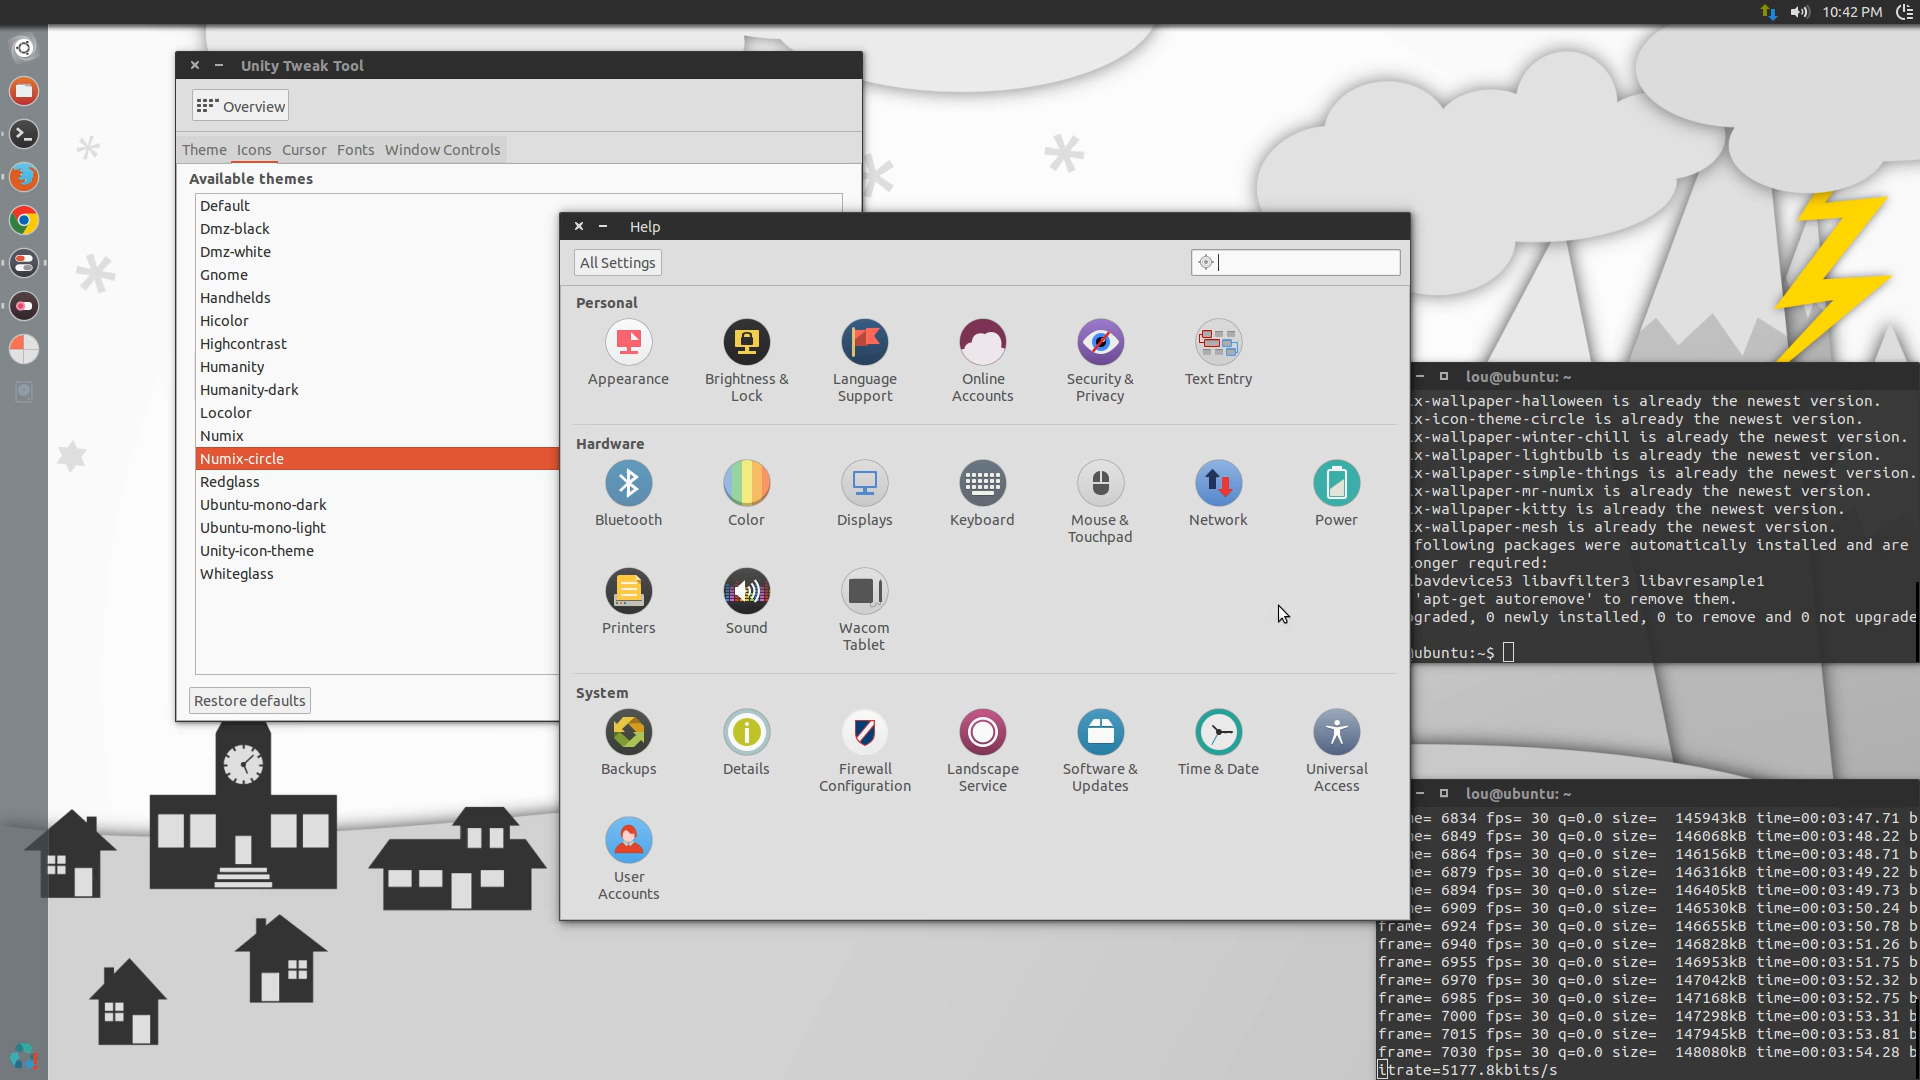 10:42 PM
Unity Tweak Tool
Overview
Theme Icons Cursor Fonts Window Controls
Available themes
Default
Dmz-black
Dmz-white
Gnome
Handhelds
Hicolor
Highcontrast
Humanity
Humanity-dark
Locolor
Numix
Numix-circle
Redglass
Ubuntu-mono-dark
Ubuntu-mono-light
Unity-icon-theme
Whiteglass
Restore defaults
Help
All Settings
Personal
Appearance
Brightness &
Lock
Language
Support
Online
Accounts
Security &
Privacy
Text Entry
Hardware
Bluetooth
Color
Displays
Keyboard
Mouse &
Touchpad
Network
Power
Printers
Sound
Wacom
Tablet
System
Backups
Details
Firewall
Configuration
Landscape
Service
Software &
Updates
Time & Date
Universal
Access
User
Accounts
lou@ubuntu: ~
x-wallpaper-halloween is already the newest version.
x-icon-theme-circle is already the newest version.
x-wallpaper-winter-chill is already the newest version.
x-wallpaper-lightbulb is already the newest version.
x-wallpaper-simple-things is already the newest version.
x-wallpaper-mr-numix is already the newest version.
x-wallpaper-kitty is already the newest version.
x-wallpaper-mesh is already the newest version.
following packages were automatically installed and are
onger required:
bavdevice53 libavfilter3 libavresample1
'apt-get autoremove' to remove them.
graded, 0 newly installed, 0 to remove and 0 not upgrade
ubuntu:~$
lou@ubuntu: ~
e= 6834 fps= 30 q=0.0 size=  145943kB time=00:03:47.71 b
e= 6849 fps= 30 q=0.0 size=  146068kB time=00:03:48.22 b
e= 6864 fps= 30 q=0.0 size=  146156kB time=00:03:48.71 b
e= 6879 fps= 30 q=0.0 size=  146316kB time=00:03:49.22 b
e= 6894 fps= 30 q=0.0 size=  146405kB time=00:03:49.73 b
e= 6909 fps= 30 q=0.0 size=  146530kB time=00:03:50.24 b
frame= 6924 fps= 30 q=0.0 size=  146655kB time=00:03:50.78 b
frame= 6940 fps= 30 q=0.0 size=  146828kB time=00:03:51.26 b
frame= 6955 fps= 30 q=0.0 size=  146953kB time=00:03:51.75 b
frame= 6970 fps= 30 q=0.0 size=  147042kB time=00:03:52.32 b
frame= 6985 fps= 30 q=0.0 size=  147168kB time=00:03:52.75 b
frame= 7000 fps= 30 q=0.0 size=  147298kB time=00:03:53.31 b
frame= 7015 fps= 30 q=0.0 size=  147945kB time=00:03:53.81 b
frame= 7030 fps= 30 q=0.0 size=  148080kB time=00:03:54.28 b
itrate=5177.8kbits/s